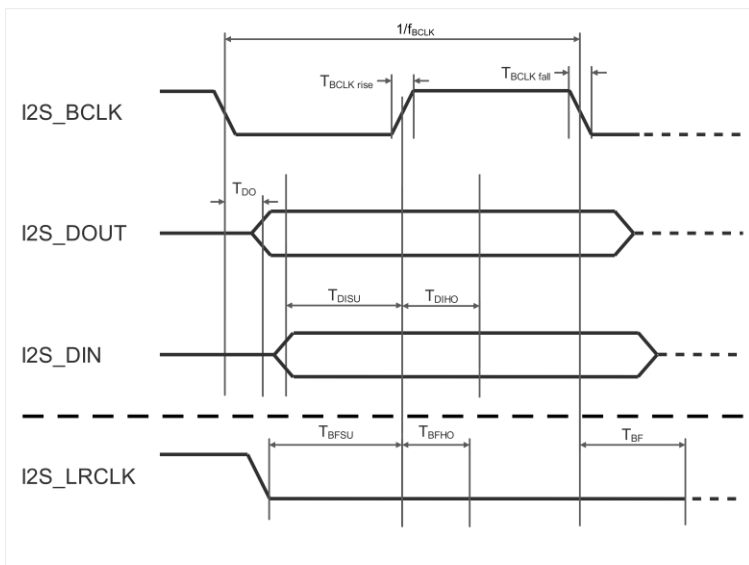 1/fBCLK
TBCLK rise
TBCLK fall
I2S_BCLK
TDO
I2S_DOUT
TDISU
TDIHO
I2S_DIN
TBFSU
TBFHO
TBF
I2S_LRCLK